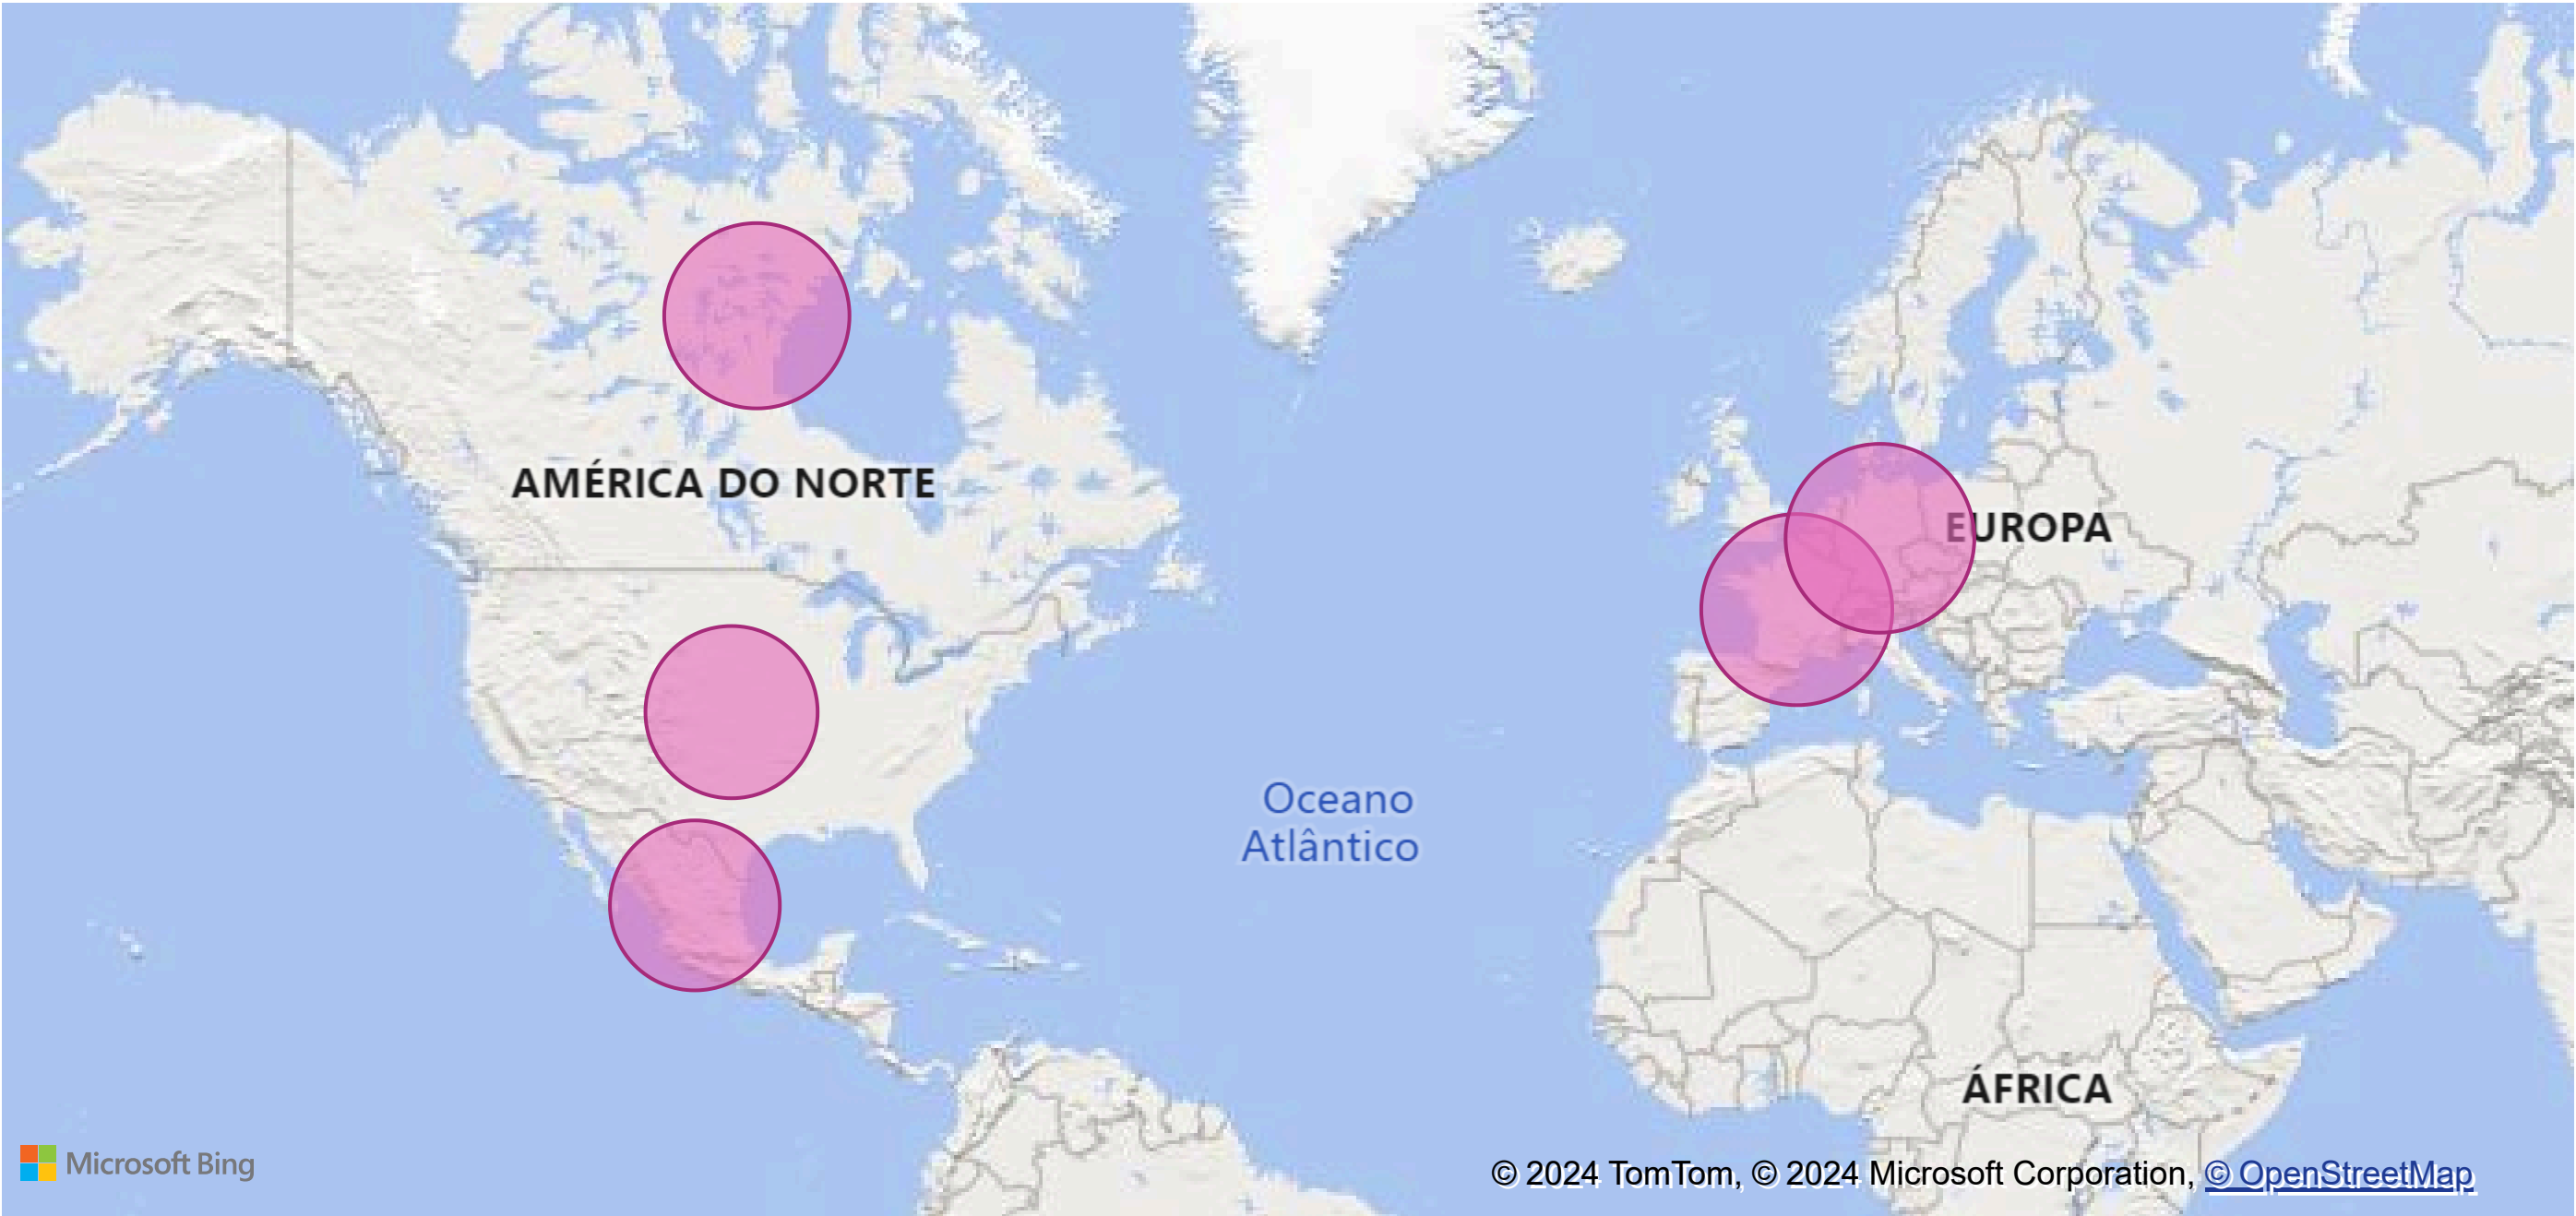 AMÉRICA DO NORTE
EUROPA
Oceano
Atlântico
ÁFRICA
Microsoft Bing
© 2024 TomTom, © 2024 Microsoft Corporation, © OpenStreetMap